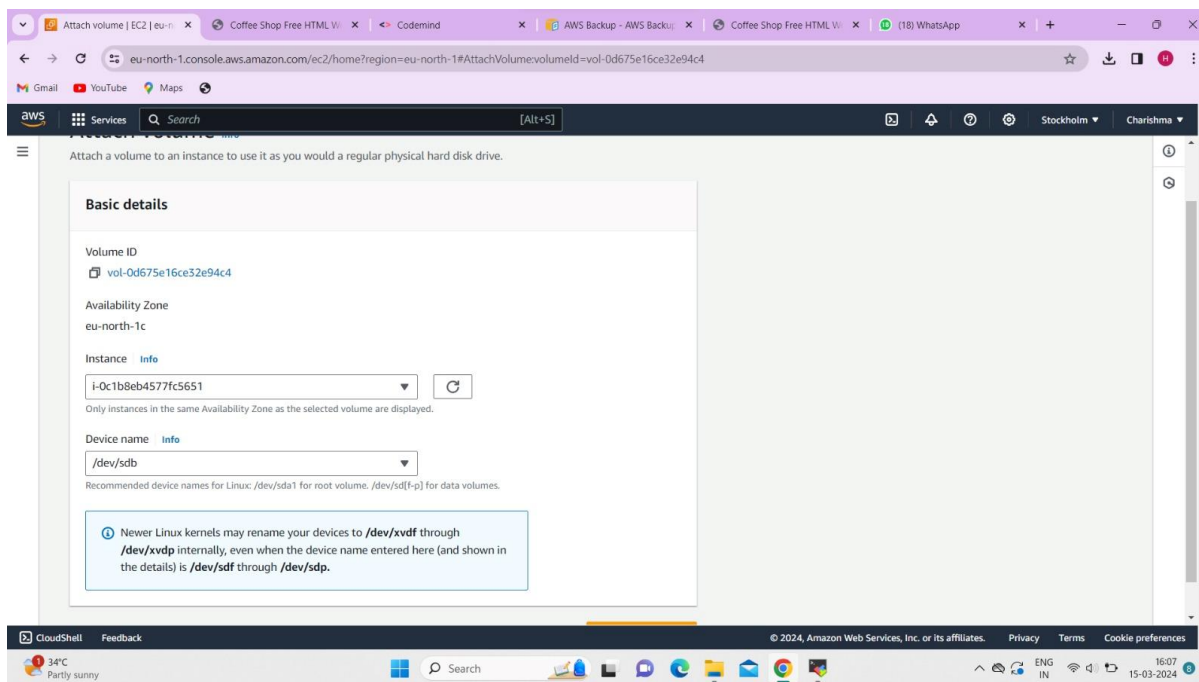 Attach volume | EC2 | eu-n
Coffee Shop Free HTML W
Codemind
AWS Backup - AWS Backup
Coffee Shop Free HTML W
(18) WhatsApp
eu-north-1.console.aws.amazon.com/ec2/home?region=eu-north-1#AttachVolume:volumeId=vol-0d675e16ce32e94c4
H
Gmail
YouTube
Maps
aws
Services
Search
[Alt+S]
Stockholm
Charishma
Attach volume Info
Attach a volume to an instance to use it as you would a regular physical hard disk drive.
Basic details
Volume ID
vol-0d675e16ce32e94c4
Availability Zone
eu-north-1c
Instance Info
i-0c1b8eb4577fc5651
Only instances in the same Availability Zone as the selected volume are displayed.
Device name Info
/dev/sdb
Recommended device names for Linux: /dev/sda1 for root volume. /dev/sd[f-p] for data volumes.
Newer Linux kernels may rename your devices to /dev/xvdf through
/dev/xvdp internally, even when the device name entered here (and shown in
the details) is /dev/sdf through /dev/sdp.
CloudShell
Feedback
© 2024, Amazon Web Services, Inc. or its affiliates.
Privacy
Terms
Cookie preferences
1
34°C
Partly sunny
Search
ENG
IN
16:07
15-03-2024
8